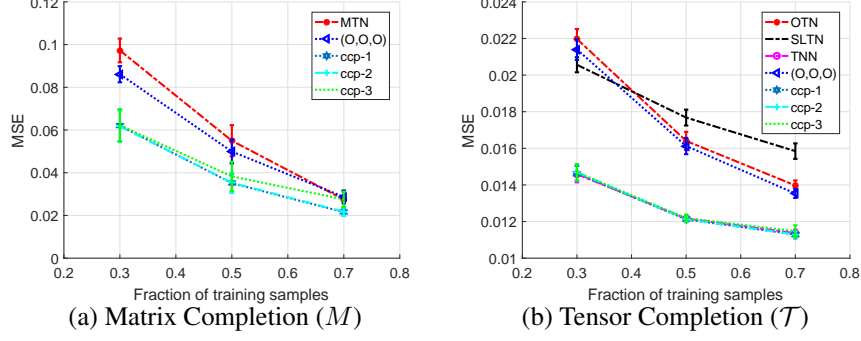 MSE
0.12
0.1
0.08
0.06
0.04
0.02
0
0.2 0.3 0.4 0.5 0.6 0.7 0.8
Fraction of training samples
MTN
(O,O,O)
ccp-1
ccp-2
ccp-3
(a) Matrix Completion (M)
MSE
0.024
0.022
0.02
0.018
0.016
0.014
0.012
0.01
0.2 0.3 0.4 0.5 0.6 0.7 0.8
Fraction of training samples
OTN
SLTN
TNN
(O,O,O)
ccp-1
ccp-2
ccp-3
(b) Tensor Completion (𝒯)